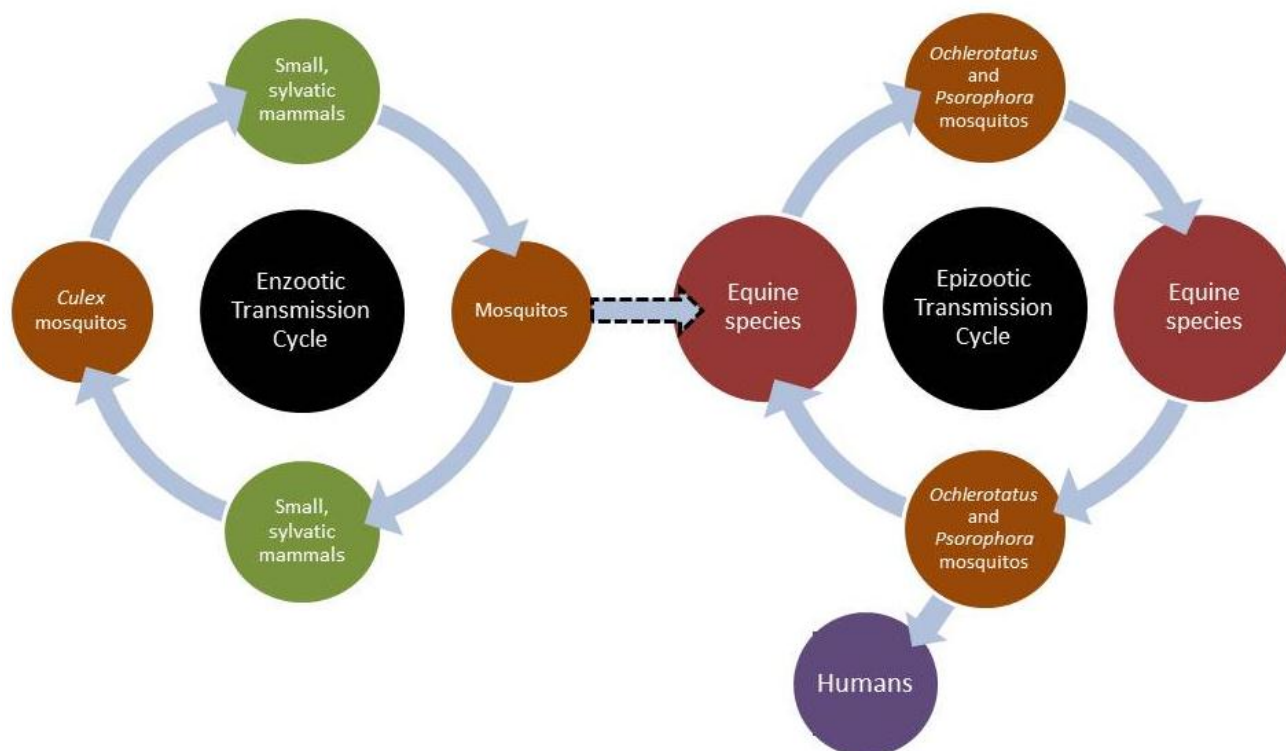 Small,
sylvatic
mammals
Culex
mosquitos
Enzootic
Transmission
Cycle
Mosquitos
Small,
sylvatic
mammals
Ochlerotatus
and
Psorophora
mosquitos
Equine
species
Epizootic
Transmission
Cycle
Equine
species
Ochlerotatus
and
Psorophora
mosquitos
Humans